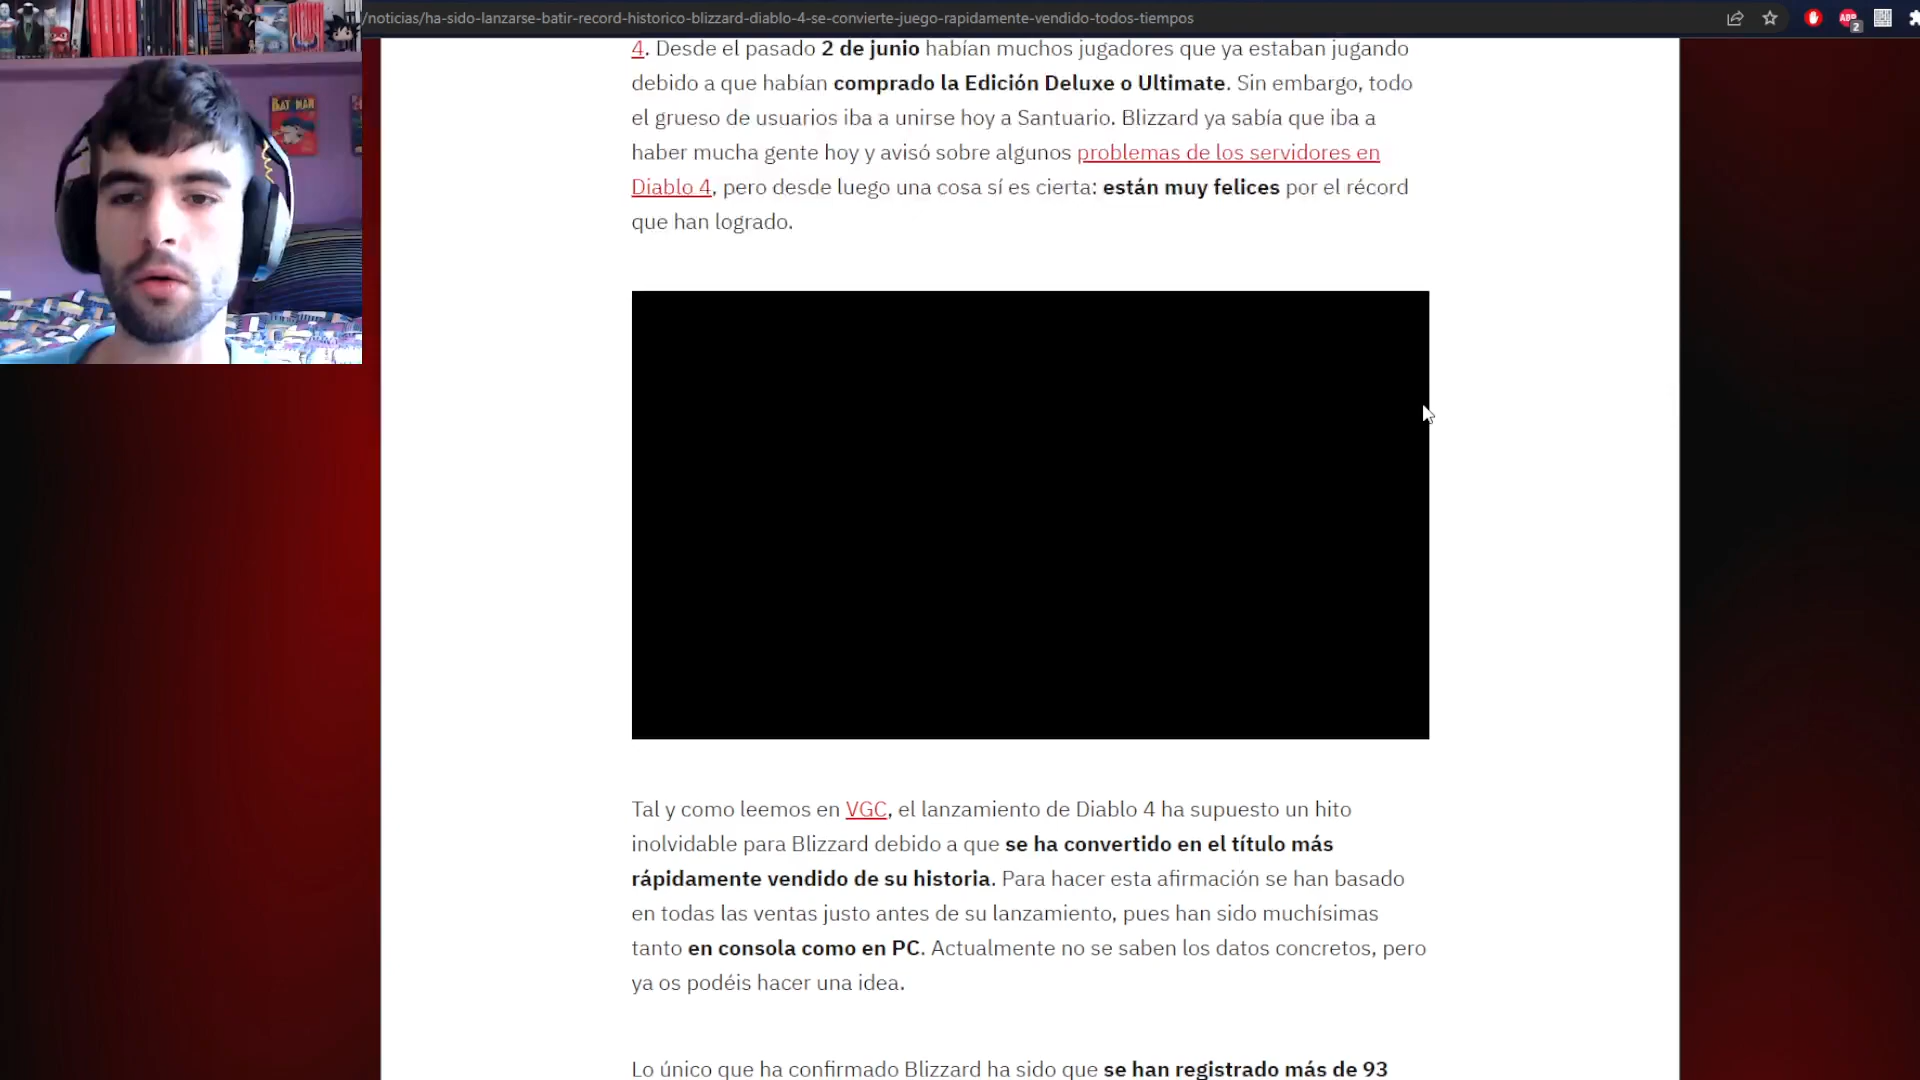 /noticias/ha-sido-lanzarse-batir-record-historico-blizzard-diablo-4-se-convierte-juego-rapidamente-vendido-todos-tiempos
ABP
2
BATMAN
4. Desde el pasado 2 de junio habían muchos jugadores que ya estaban jugando
debido a que habían comprado la Edición Deluxe o Ultimate. Sin embargo, todo
el grueso de usuarios iba a unirse hoy a Santuario. Blizzard ya sabía que iba a
haber mucha gente hoy y avisó sobre algunos problemas de los servidores en
Diablo 4, pero desde luego una cosa sí es cierta: están muy felices por el récord
que han logrado.
Tal y como leemos en VGC, el lanzamiento de Diablo 4 ha supuesto un hito
inolvidable para Blizzard debido a que se ha convertido en el título más
rápidamente vendido de su historia. Para hacer esta afirmación se han basado
en todas las ventas justo antes de su lanzamiento, pues han sido muchísimas
tanto en consola como en PC. Actualmente no se saben los datos concretos, pero
ya os podéis hacer una idea.
Lo único que ha confirmado Blizzard ha sido que se han registrado más de 93